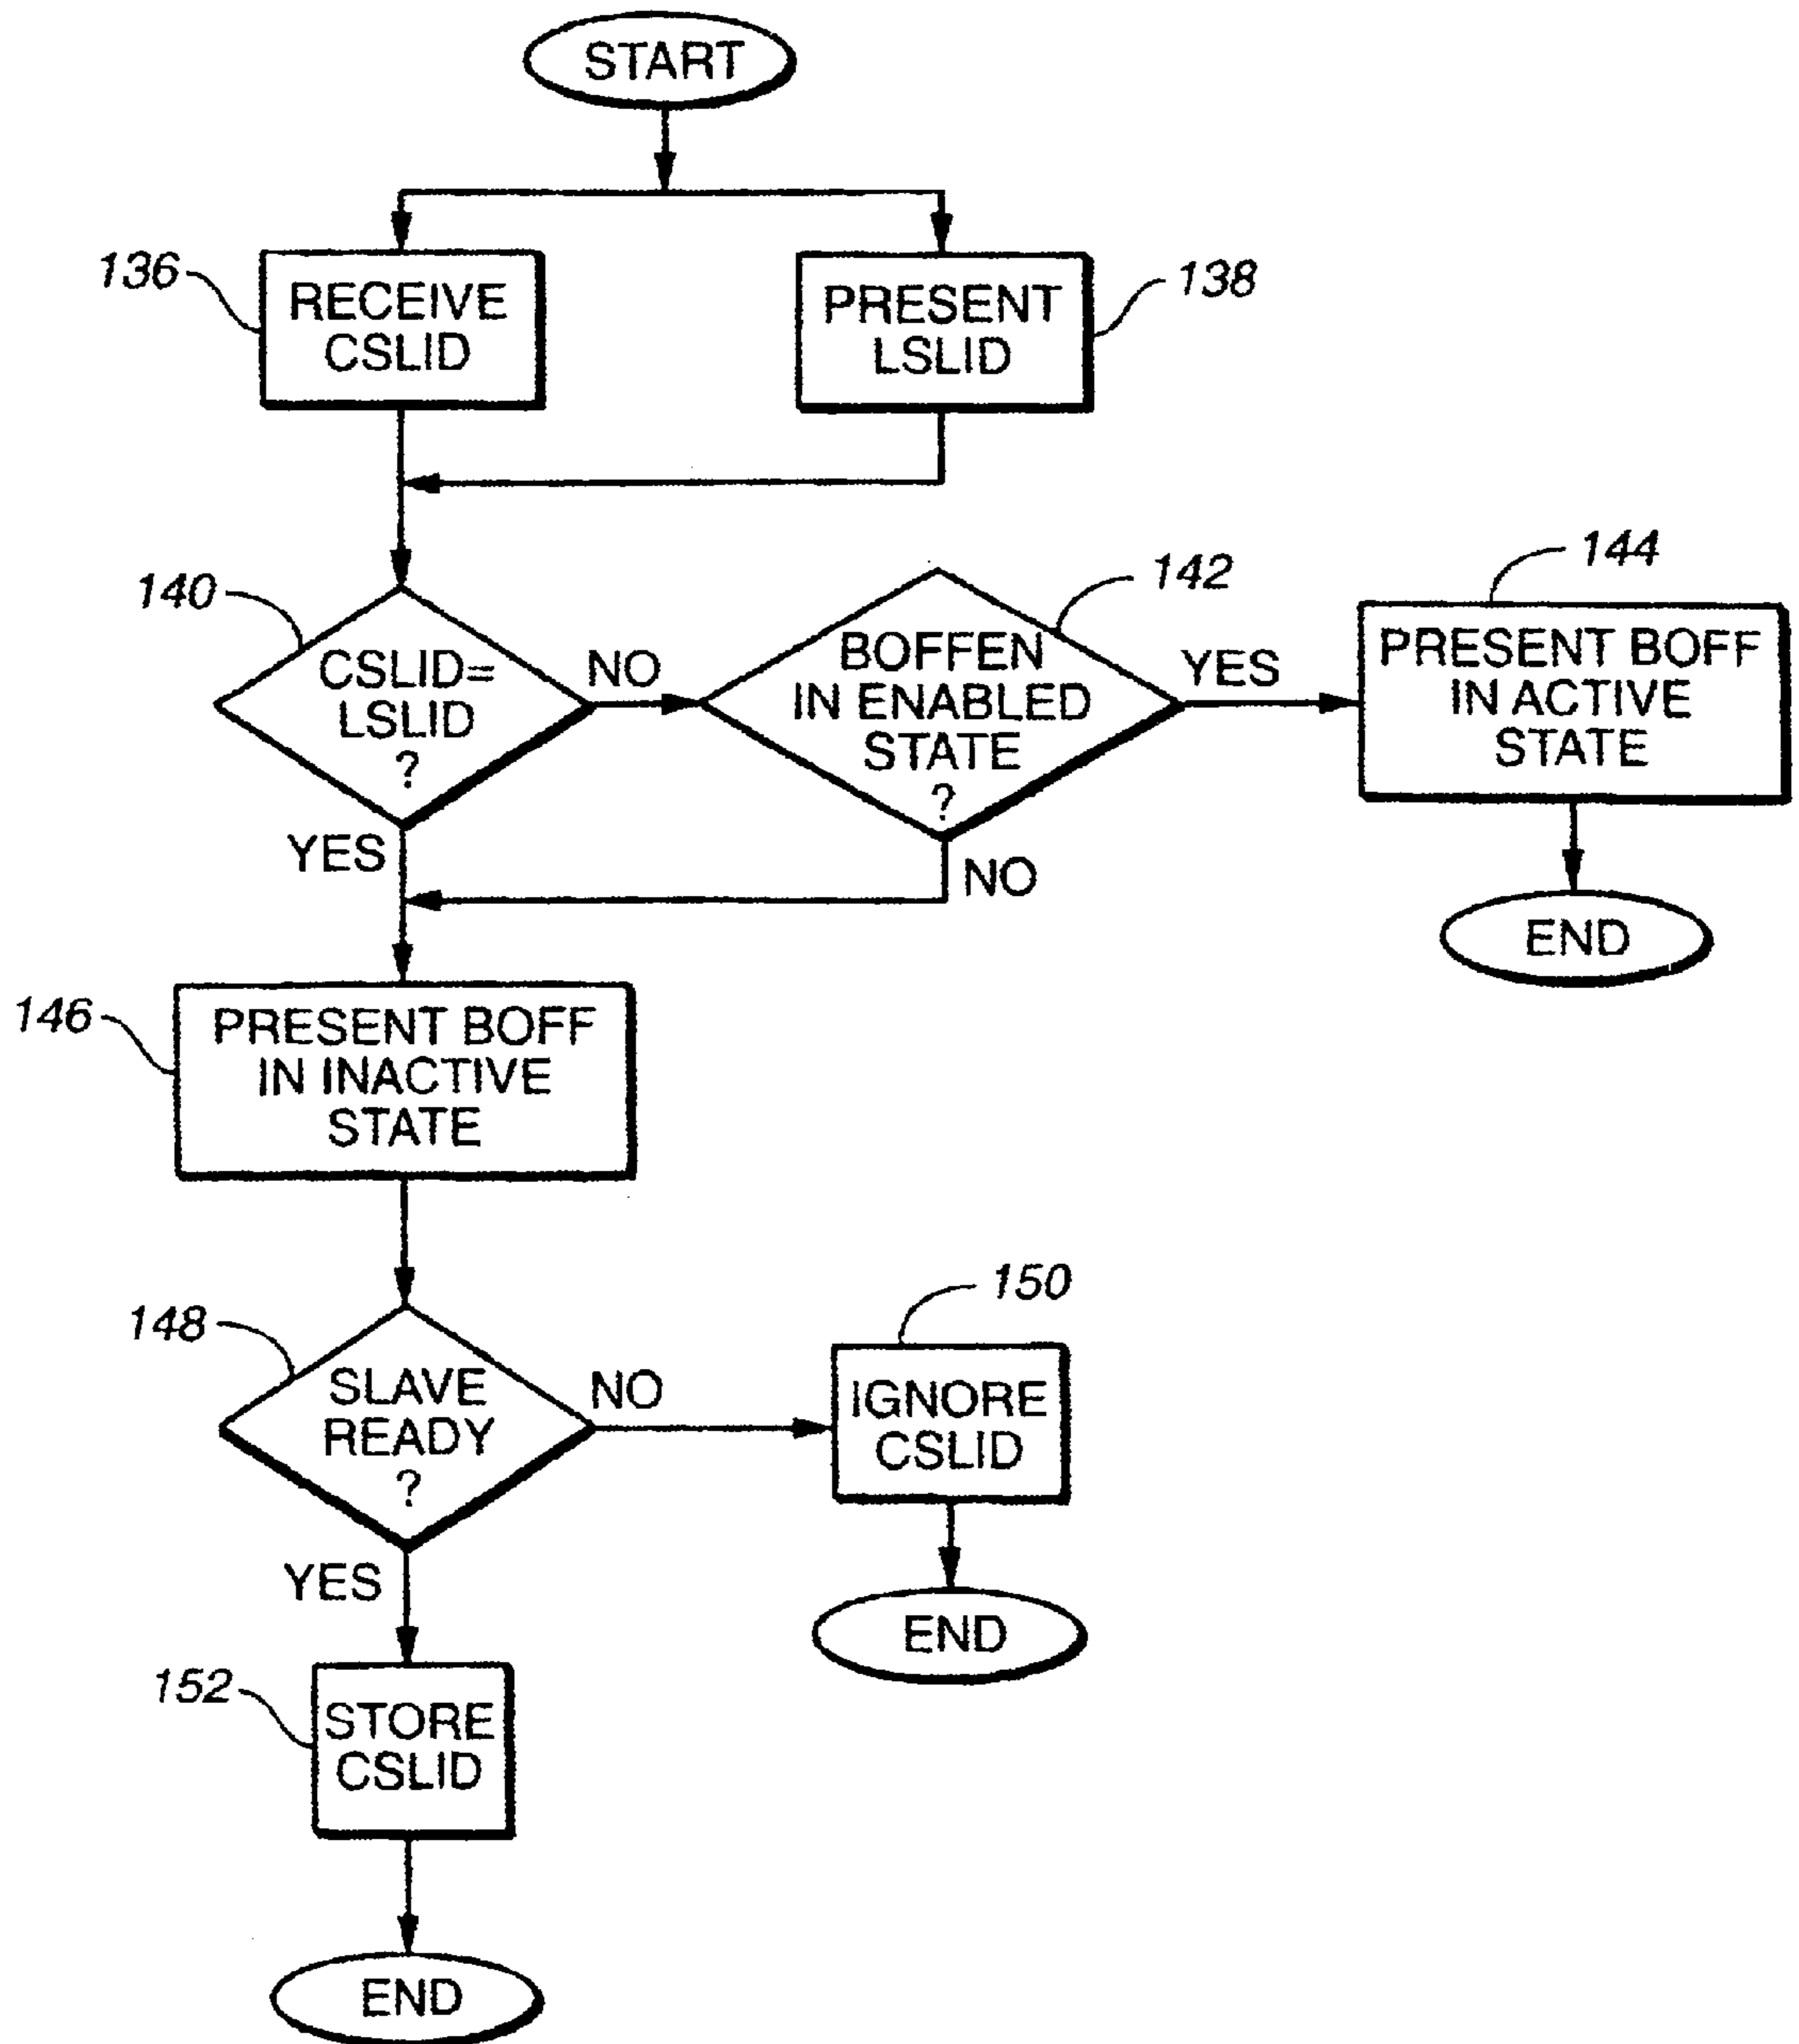 START
136
RECEIVE
CSLID
PRESENT
LSLID
138
140
CSLID=
LSLID
?
NO
YES
142
BOFFEN
IN ENABLED
STATE
?
YES
NO
144
PRESENT BOFF
IN ACTIVE
STATE
END
146
PRESENT BOFF
IN INACTIVE
STATE
148
SLAVE
READY
?
NO
YES
150
IGNORE
CSLID
END
152
STORE
CSLID
END